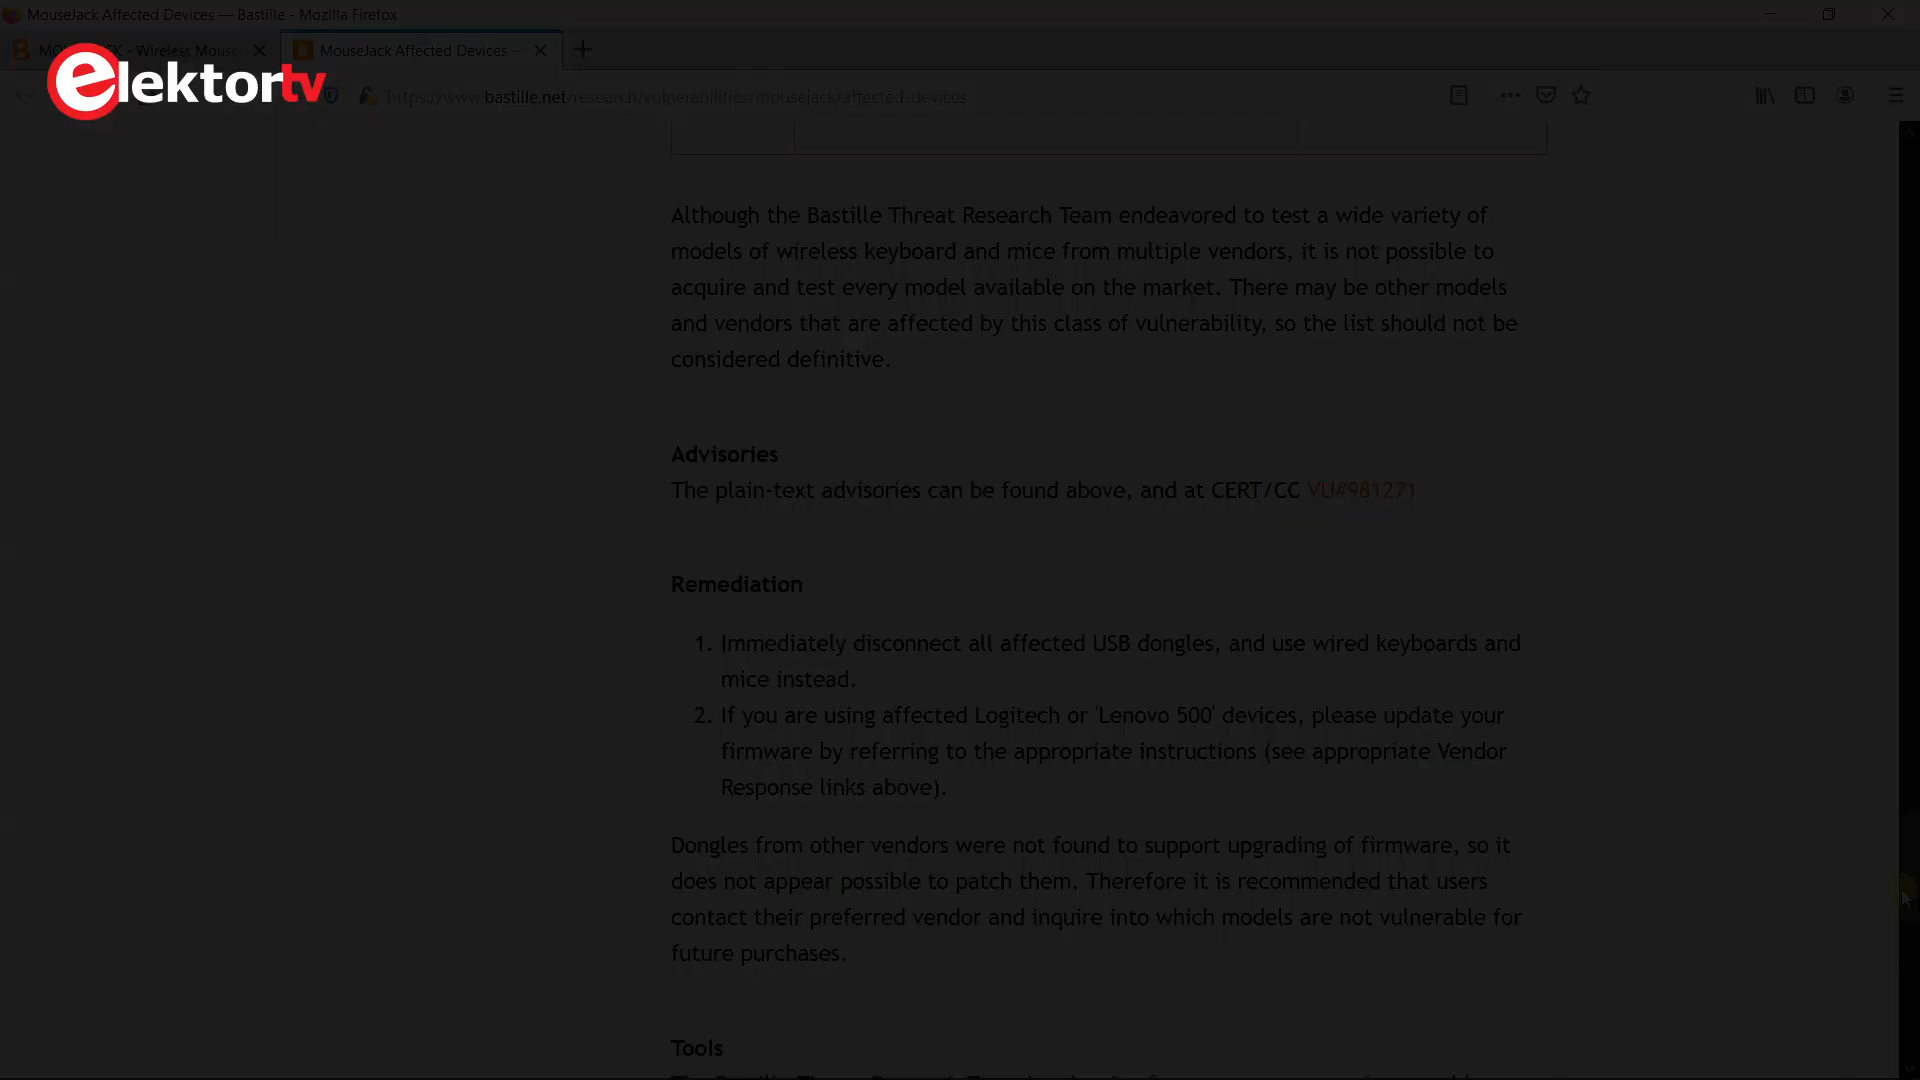 MouseJack Affected Devices — Bastille - Mozilla Firefox
- Wireless Mouse
MouseJack Affected Devices —
elektortv
https://www.bastille.net/research/vulnerabilities/mousejack/affected-devices
Although the Bastille Threat Research Team endeavored to test a wide variety of
models of wireless keyboard and mice from multiple vendors, it is not possible to
acquire and test every model available on the market. There may be other models
and vendors that are affected by this class of vulnerability, so the list should not be
considered definitive.
Advisories
The plain-text advisories can be found above, and at CERT/CC VU#981271
Remediation
1. Immediately disconnect all affected USB dongles, and use wired keyboards and
mice instead.
2. If you are using affected Logitech or 'Lenovo 500' devices, please update your
firmware by referring to the appropriate instructions (see appropriate Vendor
Response links above).
Dongles from other vendors were not found to support upgrading of firmware, so it
does not appear possible to patch them. Therefore it is recommended that users
contact their preferred vendor and inquire into which models are not vulnerable for
future purchases.
Tools